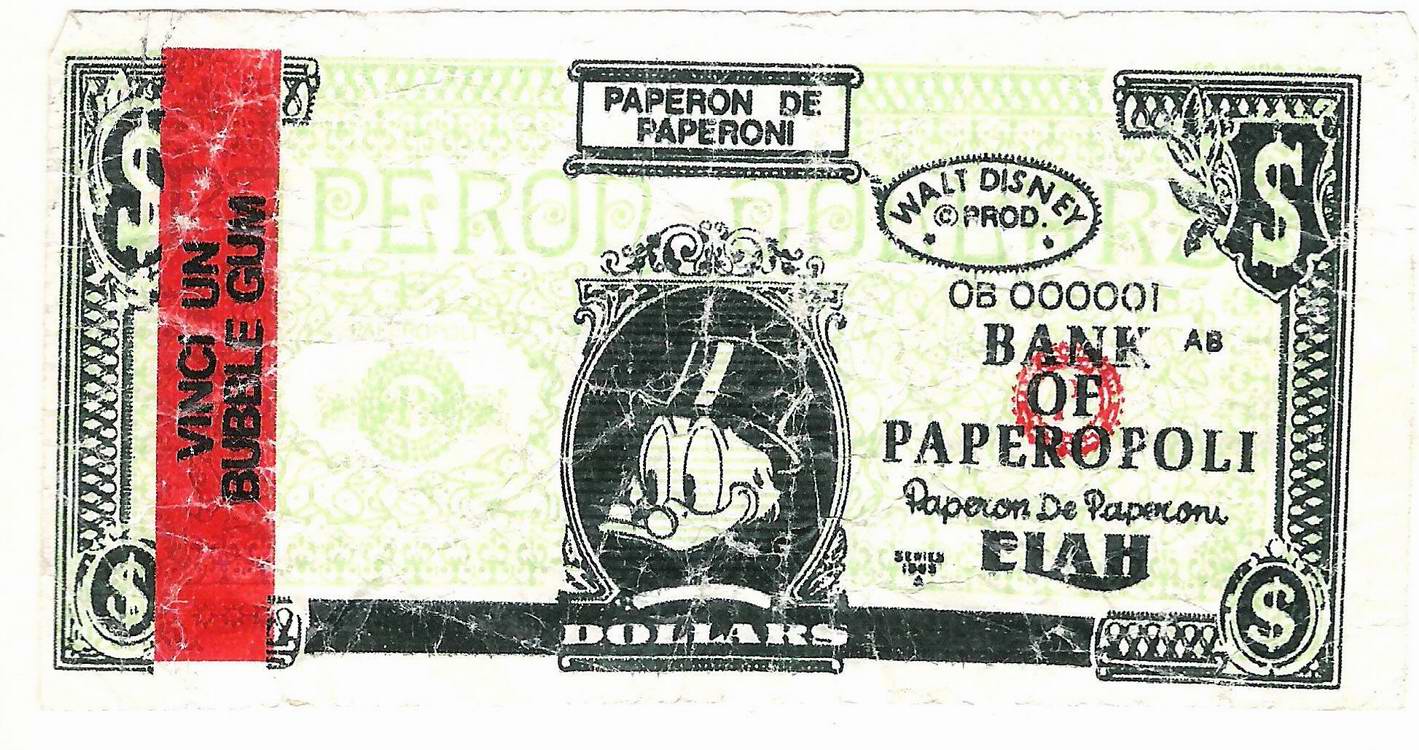 PAPERON DE
PAPERONI
WALT DISNEY
© PROD.
VINCI UN
BUBBLE GUM
OB 000001
BANK AB
OF
PAPEROPOLI
Paperon De Paperoni
SERIES
A
ELAH
DOLLARS
$
$
$
$